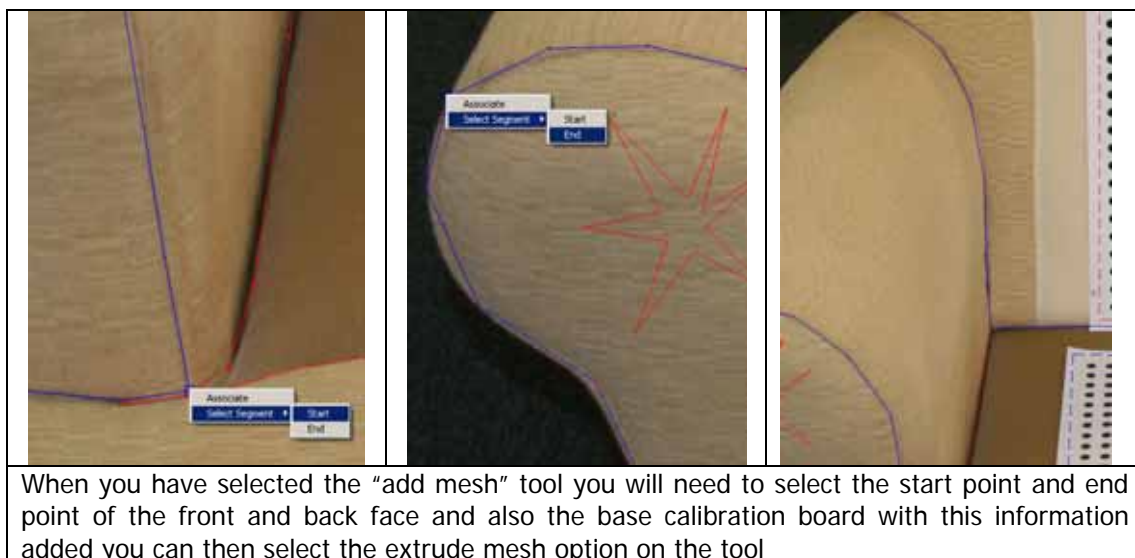 Associate
Select Segment
Start
End
Associate
Select Segment
Start
End
When you have selected the “add mesh” tool you will need to select the start point and end
point of the front and back face and also the base calibration board with this information
added you can then select the extrude mesh option on the tool